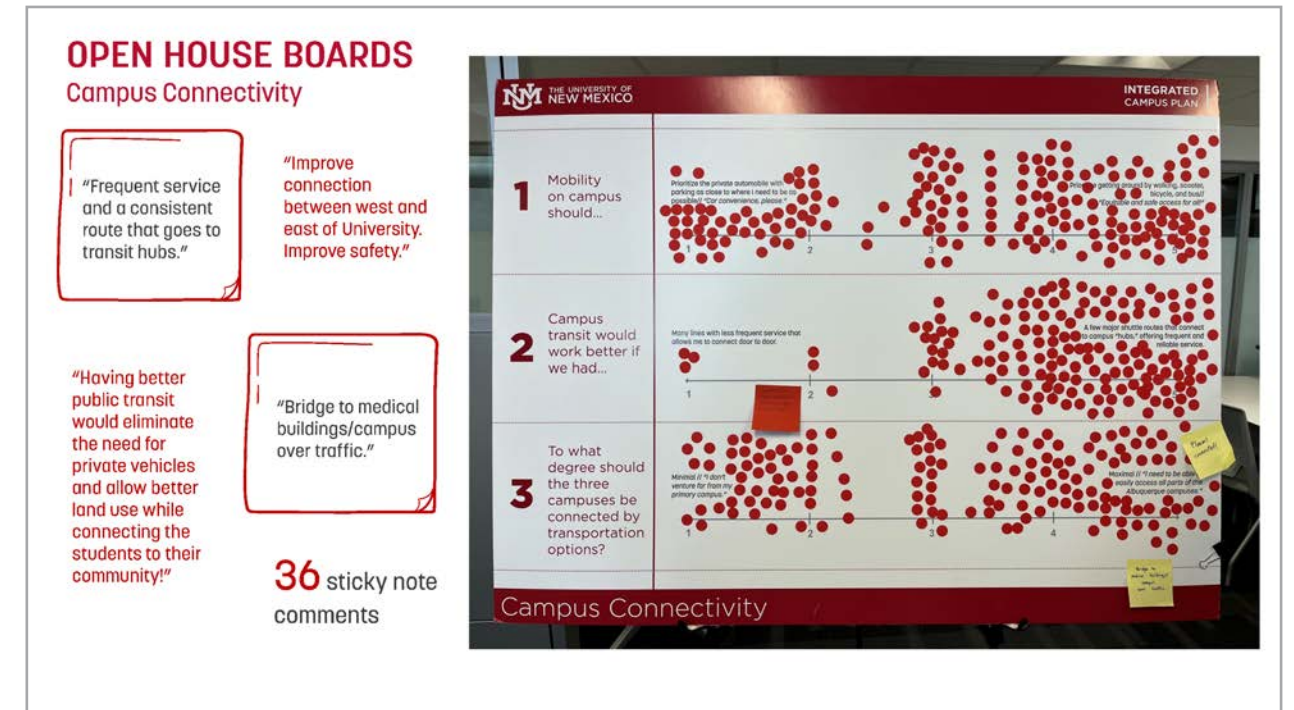 OPEN HOUSE BOARDS
Campus Connectivity
“Frequent service
and a consistent
route that goes to
transit hubs.”
“Improve
connection
between west and
east of University.
Improve safety.”
“Having better
public transit
would eliminate
the need for
private vehicles
and allow better
land use while
connecting the
students to their
community!”
“Bridge to medical
buildings/campus
over traffic.”
36 sticky note
comments
UNM THE UNIVERSITY OF
NEW MEXICO
INTEGRATED
CAMPUS PLAN
1
Mobility
on campus
should...
Prioritize the private automobile with
parking as close to where I need to be as
possible// "Car convenience, please."
getting around by walking, scooter,
bicycle, and bus//
"Equitable and safe access for all!"
1 2 3 4 5
2
Campus
transit would
work better if
we had...
Many lines with less frequent service that
allows me to connect door to door.
A few major shuttle routes that connect
to campus "hubs," offering frequent and
reliable service.
1 2 3
3
To what
degree should
the three
campuses be
connected by
transportation
options?
Minimal // "I don't
venture far from my
primary campus."
Maximal // "I need to be able
easily access all parts of the
Albuquerque campuses."
1 2 3 4
Bridge to
medical buildings/
campus
over traffic
Campus Connectivity